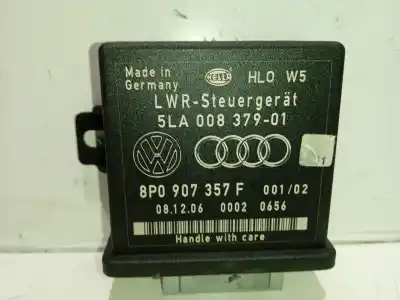 Made in
Germany
HELLA
HLO W5
LWR-Steuergerät
5LA 008 379-01
8P0 907 357 F 001/02
08.12.06 0002 0656
Handle with care